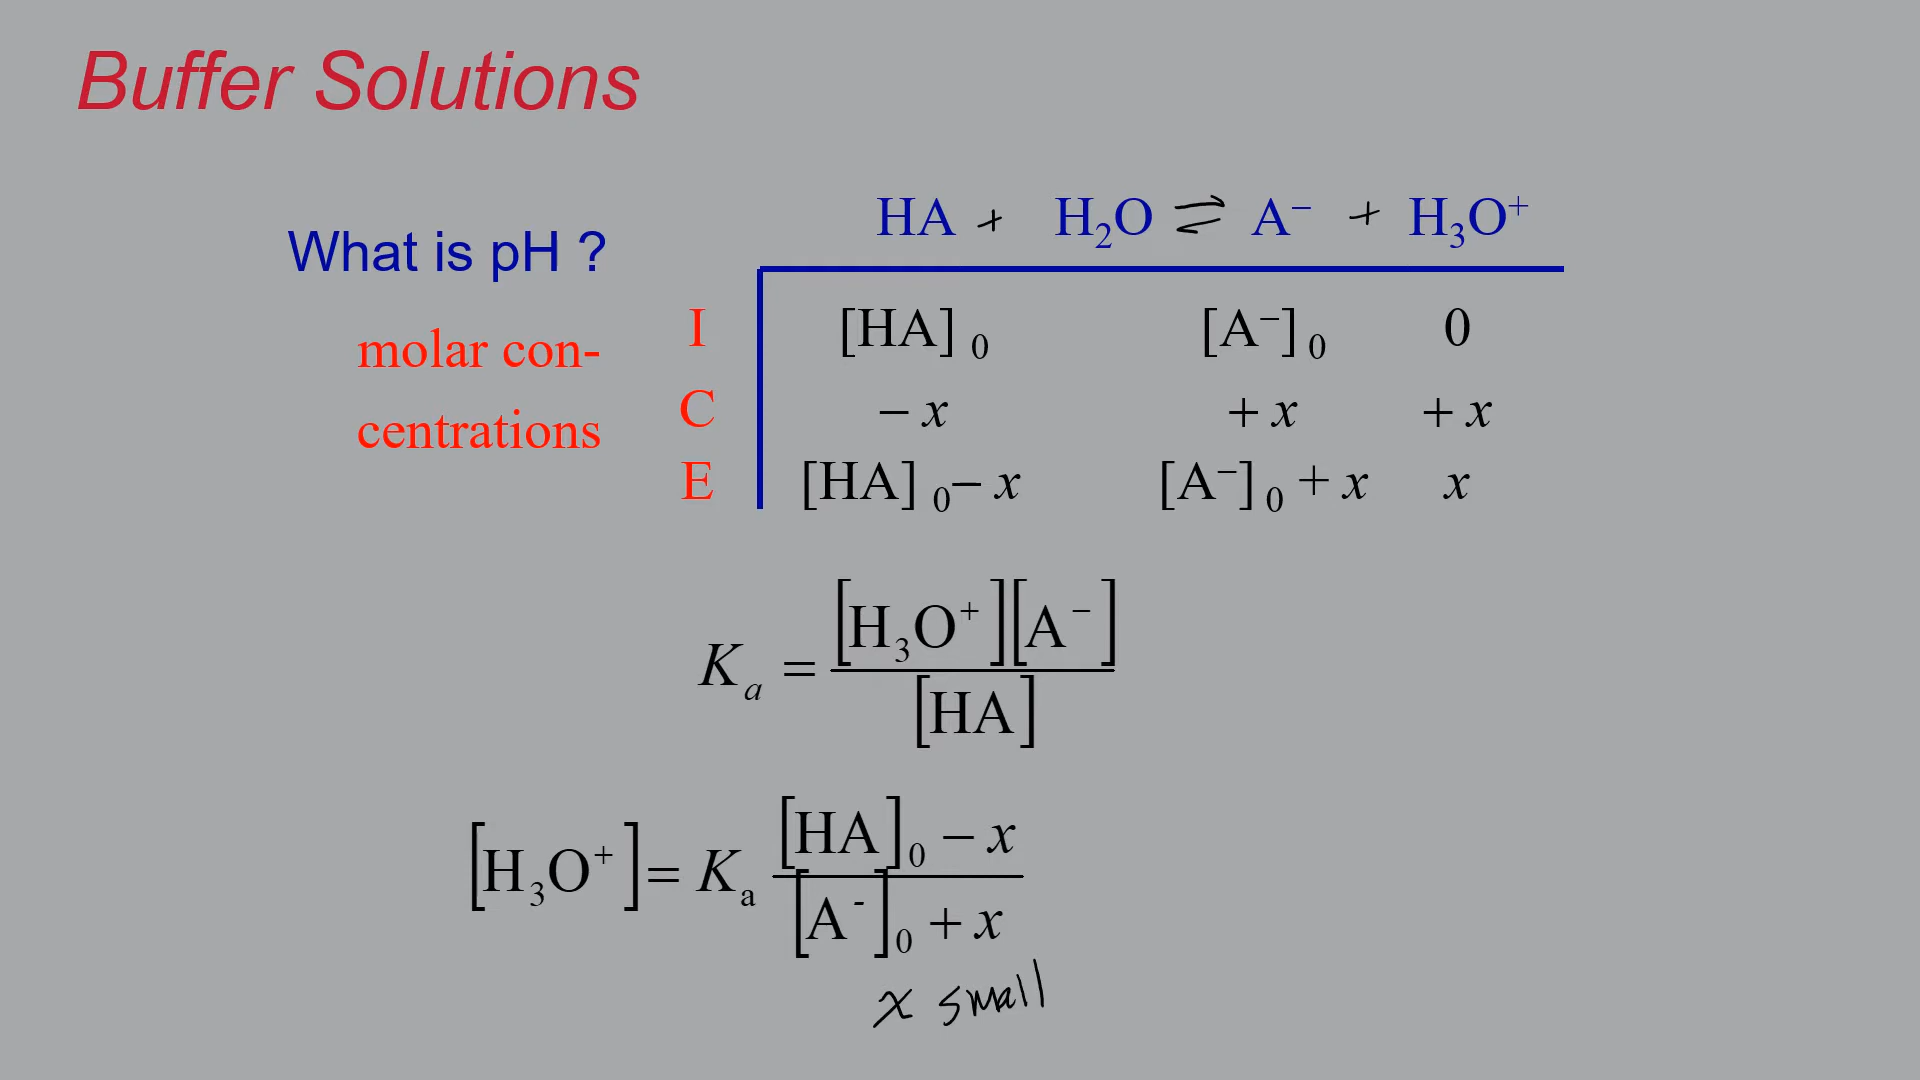 Buffer Solutions
HA + H₂O ⇌ A⁻ + H₃O⁺
What is pH ?
molar con-
centrations
I [HA]₀ [A⁻]₀ 0
C – x + x + x
E [HA]₀– x [A⁻]₀ + x x
Kₐ = [H₃O⁺][A⁻] / [HA]
[H₃O⁺] = Kₐ [HA]₀ – x / [A⁻]₀ + x
x small